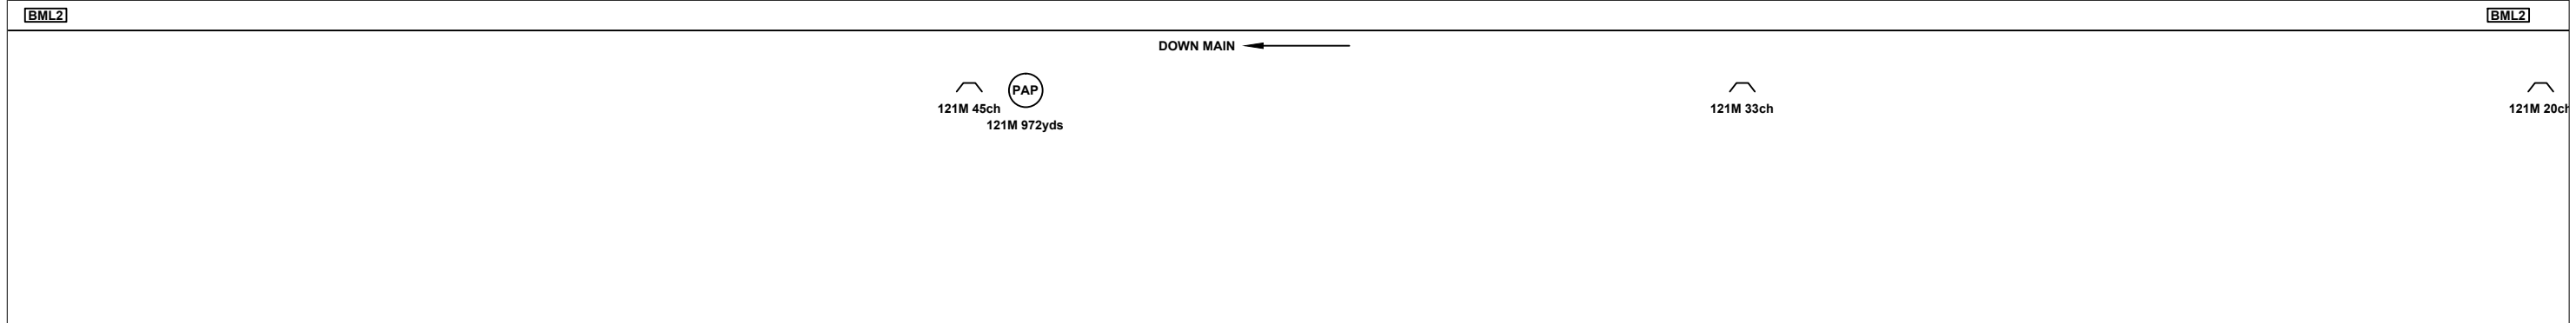 BML2 BML2
DOWN MAIN
PAP
121M 45ch 121M 33ch 121M 20ch
121M 972yds